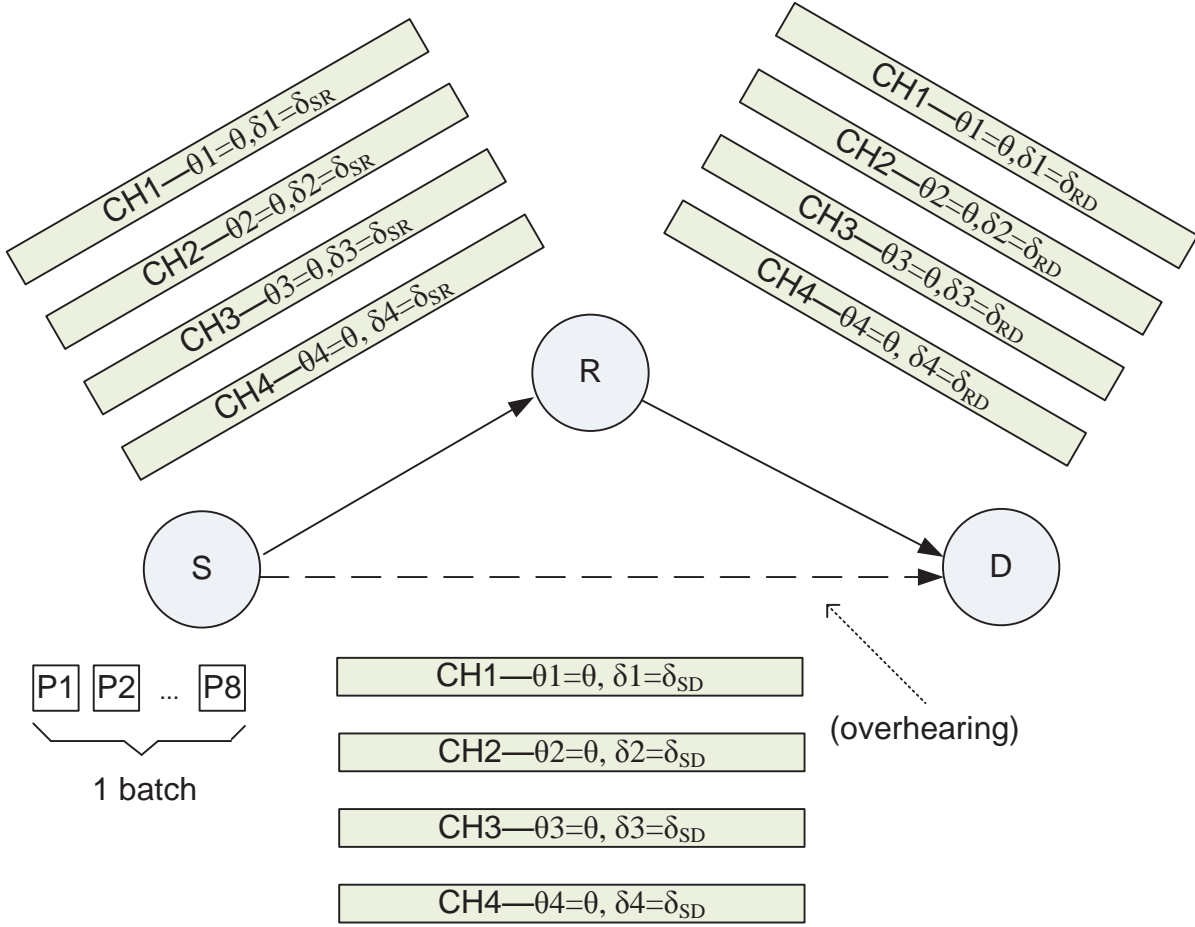 CH1—θ1=θ,δ1=δSR
CH2—θ2=θ,δ2=δSR
CH3—θ3=θ,δ3=δSR
CH4—θ4=θ, δ4=δSR
CH1—θ1=θ,δ1=δRD
CH2—θ2=θ,δ2=δRD
CH3—θ3=θ,δ3=δRD
CH4—θ4=θ, δ4=δRD
R
S
D
P1 P2 ... P8
1 batch
CH1—θ1=θ, δ1=δSD
CH2—θ2=θ, δ2=δSD
CH3—θ3=θ, δ3=δSD
CH4—θ4=θ, δ4=δSD
(overhearing)